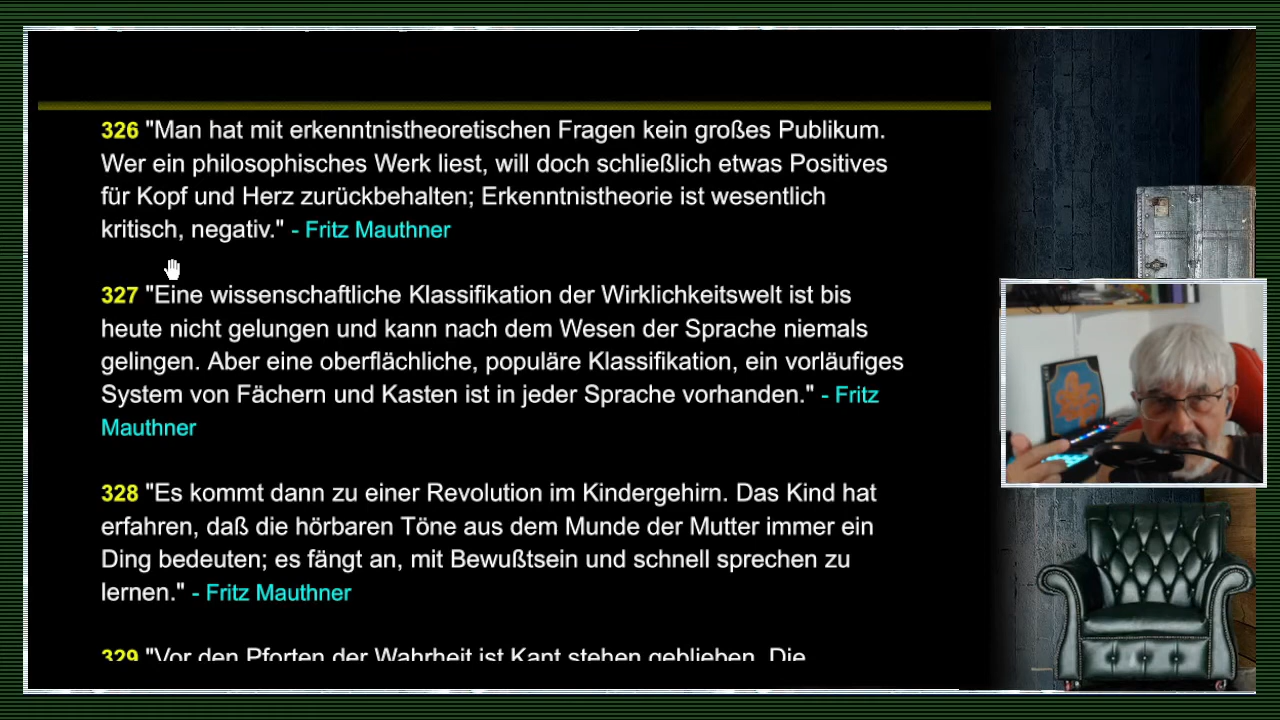 326 "Man hat mit erkenntnistheoretischen Fragen kein großes Publikum.
Wer ein philosophisches Werk liest, will doch schließlich etwas Positives
für Kopf und Herz zurückbehalten; Erkenntnistheorie ist wesentlich
kritisch, negativ." - Fritz Mauthner
327 "Eine wissenschaftliche Klassifikation der Wirklichkeitswelt ist bis
heute nicht gelungen und kann nach dem Wesen der Sprache niemals
gelingen. Aber eine oberflächliche, populäre Klassifikation, ein vorläufiges
System von Fächern und Kasten ist in jeder Sprache vorhanden." - Fritz
Mauthner
328 "Es kommt dann zu einer Revolution im Kindergehirn. Das Kind hat
erfahren, daß die hörbaren Töne aus dem Munde der Mutter immer ein
Ding bedeuten; es fängt an, mit Bewußtsein und schnell sprechen zu
lernen." - Fritz Mauthner
329 "Vor den Pforten der Wahrheit ist Kant stehen geblieben. Die